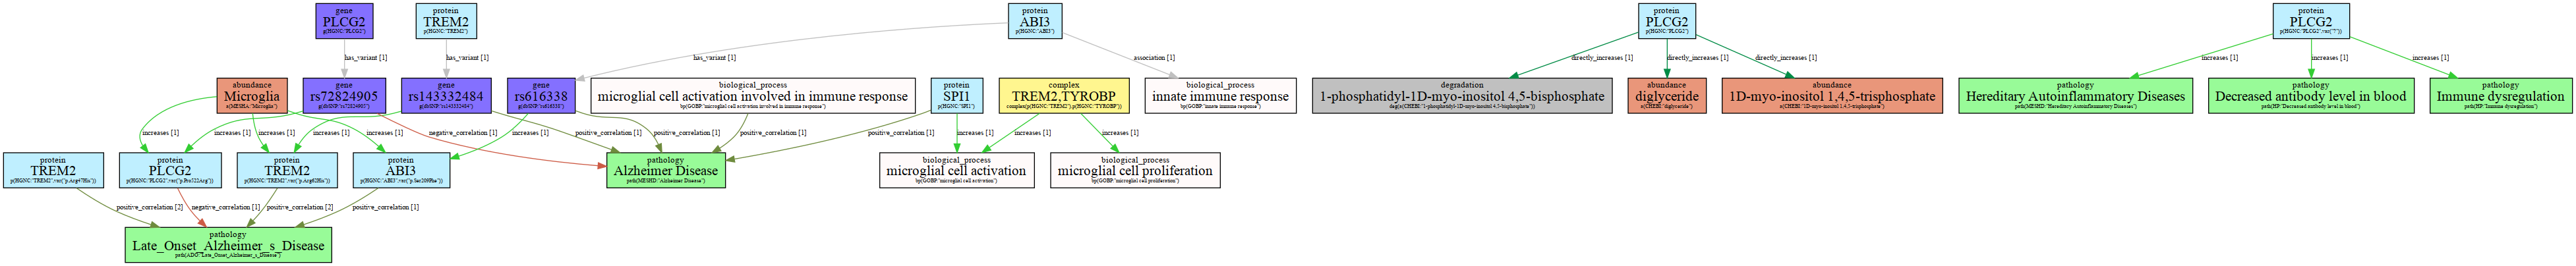 gene
PLCG2
g(HGNC:"PLCG2")
protein
TREM2
p(HGNC:"TREM2")
protein
ABI3
p(HGNC:"ABI3")
protein
PLCG2
p(HGNC:"PLCG2")
protein
PLCG2
p(HGNC:"PLCG2",var("?"))
has_variant [1]
has_variant [1]
has_variant [1]
association [1]
directly_increases [1]
directly_increases [1]
directly_increases [1]
increases [1]
increases [1]
increases [1]
abundance
Microglia
a(MESHA:"Microglia")
gene
rs72824905
g(dbSNP:"rs72824905")
gene
rs143332484
g(dbSNP:"rs143332484")
gene
rs616338
g(dbSNP:"rs616338")
biological_process
microglial cell activation involved in immune response
bp(GOBP:"microglial cell activation involved in immune response")
protein
SPI1
p(HGNC:"SPI1")
complex
TREM2,TYROBP
complex(p(HGNC:"TREM2"),p(HGNC:"TYROBP"))
biological_process
innate immune response
bp(GOBP:"innate immune response")
degradation
1-phosphatidyl-1D-myo-inositol 4,5-bisphosphate
deg(a(CHEBI:"1-phosphatidyl-1D-myo-inositol 4,5-bisphosphate"))
abundance
diglyceride
a(CHEBI:"diglyceride")
abundance
1D-myo-inositol 1,4,5-trisphosphate
a(CHEBI:"1D-myo-inositol 1,4,5-trisphosphate")
pathology
Hereditary Autoinflammatory Diseases
path(MESHD:"Hereditary Autoinflammatory Diseases")
pathology
Decreased antibody level in blood
path(HP:"Decreased antibody level in blood")
pathology
Immune dysregulation
path(HP:"Immune dysregulation")
increases [1]
increases [1]
increases [1]
increases [1]
increases [1]
negative_correlation [1]
increases [1]
positive_correlation [1]
positive_correlation [1]
positive_correlation [1]
positive_correlation [1]
increases [1]
increases [1]
increases [1]
protein
TREM2
p(HGNC:"TREM2",var("p.Arg47His"))
protein
PLCG2
p(HGNC:"PLCG2",var("p.Pro522Arg"))
protein
TREM2
p(HGNC:"TREM2",var("p.Arg62His"))
protein
ABI3
p(HGNC:"ABI3",var("p.Ser209Phe"))
pathology
Alzheimer Disease
path(MESHD:"Alzheimer Disease")
biological_process
microglial cell activation
bp(GOBP:"microglial cell activation")
biological_process
microglial cell proliferation
bp(GOBP:"microglial cell proliferation")
positive_correlation [2]
negative_correlation [1]
positive_correlation [2]
positive_correlation [1]
pathology
Late_Onset_Alzheimer_s_Disease
path(ADO:"Late_Onset_Alzheimer_s_Disease")